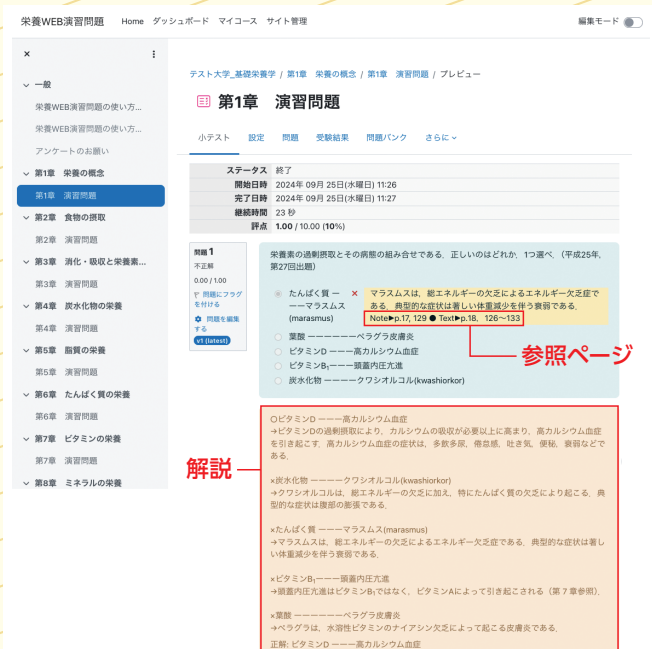 栄養WEB演習問題 Home ダッシュボード マイコース サイト管理 編集モード
×
一般
栄養WEB演習問題の使い方...
栄養WEB演習問題の使い方...
アンケートのお願い
第1章 栄養の概念
第1章 演習問題
第2章 食物の摂取
第2章 演習問題
第3章 消化・吸収と栄養素...
第3章 演習問題
第4章 炭水化物の栄養
第4章 演習問題
第5章 脂質の栄養
第5章 演習問題
第6章 たんぱく質の栄養
第6章 演習問題
第7章 ビタミンの栄養
第7章 演習問題
第8章 ミネラルの栄養
テスト大学_基礎栄養学 / 第1章 栄養の概念 / 第1章 演習問題 / プレビュー
第1章 演習問題
小テスト 設定 問題 受験結果 問題バンク さらに
ステータス 終了
開始日時 2024年 09月 25日(水曜日) 11:26
完了日時 2024年 09月 25日(水曜日) 11:27
継続時間 23 秒
評点 1.00 / 10.00 (10%)
問題 1
不正解
0.00 / 1.00
問題にフラグ
を付ける
問題を編集
する
v1 (latest)
栄養素の過剰摂取とその病態の組み合せである．正しいのはどれか．1つ選べ．（平成25年，
第27回出題）
たんぱく質 ー
ーーマラスムス
(marasmus)
× マラスムスは，総エネルギーの欠乏によるエネルギー欠乏症で
ある．典型的な症状は著しい体重減少を伴う衰弱である．
Note▶p.17, 129 ● Text▶p.18，126～133
葉酸 ーーーーーーペラグラ皮膚炎
ビタミンD ーーー高カルシウム血症
ビタミンB₁ーーー頭蓋内圧亢進
炭水化物 ーーーークワシオルコル(kwashiorkor)
参照ページ
解説
○ビタミンD ーーー高カルシウム血症
→ビタミンDの過剰摂取により，カルシウムの吸収が必要以上に高まり，高カルシウム血症
を引き起こす．高カルシウム血症の症状は，多飲多尿，倦怠感，吐き気，便秘，衰弱などで
ある．
×炭水化物 ーーーークワシオルコル(kwashiorkor)
→クワシオルコルは，総エネルギーの欠乏に加え，特にたんぱく質の欠乏により起こる．典
型的な症状は腹部の膨張である．
×たんぱく質 ーーーマラスムス(marasmus)
→マラスムスは，総エネルギーの欠乏によるエネルギー欠乏症である．典型的な症状は著し
い体重減少を伴う衰弱である．
×ビタミンB₁ーーー頭蓋内圧亢進
→頭蓋内圧亢進はビタミンB₁ではなく，ビタミンAによって引き起こされる（第７章参照）．
×葉酸 ーーーーーーペラグラ皮膚炎
→ペラグラは，水溶性ビタミンのナイアシン欠乏によって起こる皮膚炎である．
正解: ビタミンD ーーー高カルシウム血症